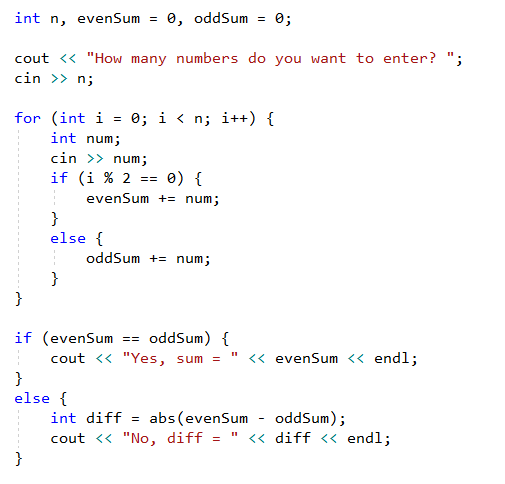 int n, evenSum = 0, oddSum = 0;
cout << "How many numbers do you want to enter? ";
cin >> n;
for (int i = 0; i < n; i++) {
int num;
cin >> num;
if (i % 2 == 0) {
evenSum += num;
}
else {
oddSum += num;
}
}
if (evenSum == oddSum) {
cout << "Yes, sum = " << evenSum << endl;
}
else {
int diff = abs(evenSum - oddSum);
cout << "No, diff = " << diff << endl;
}